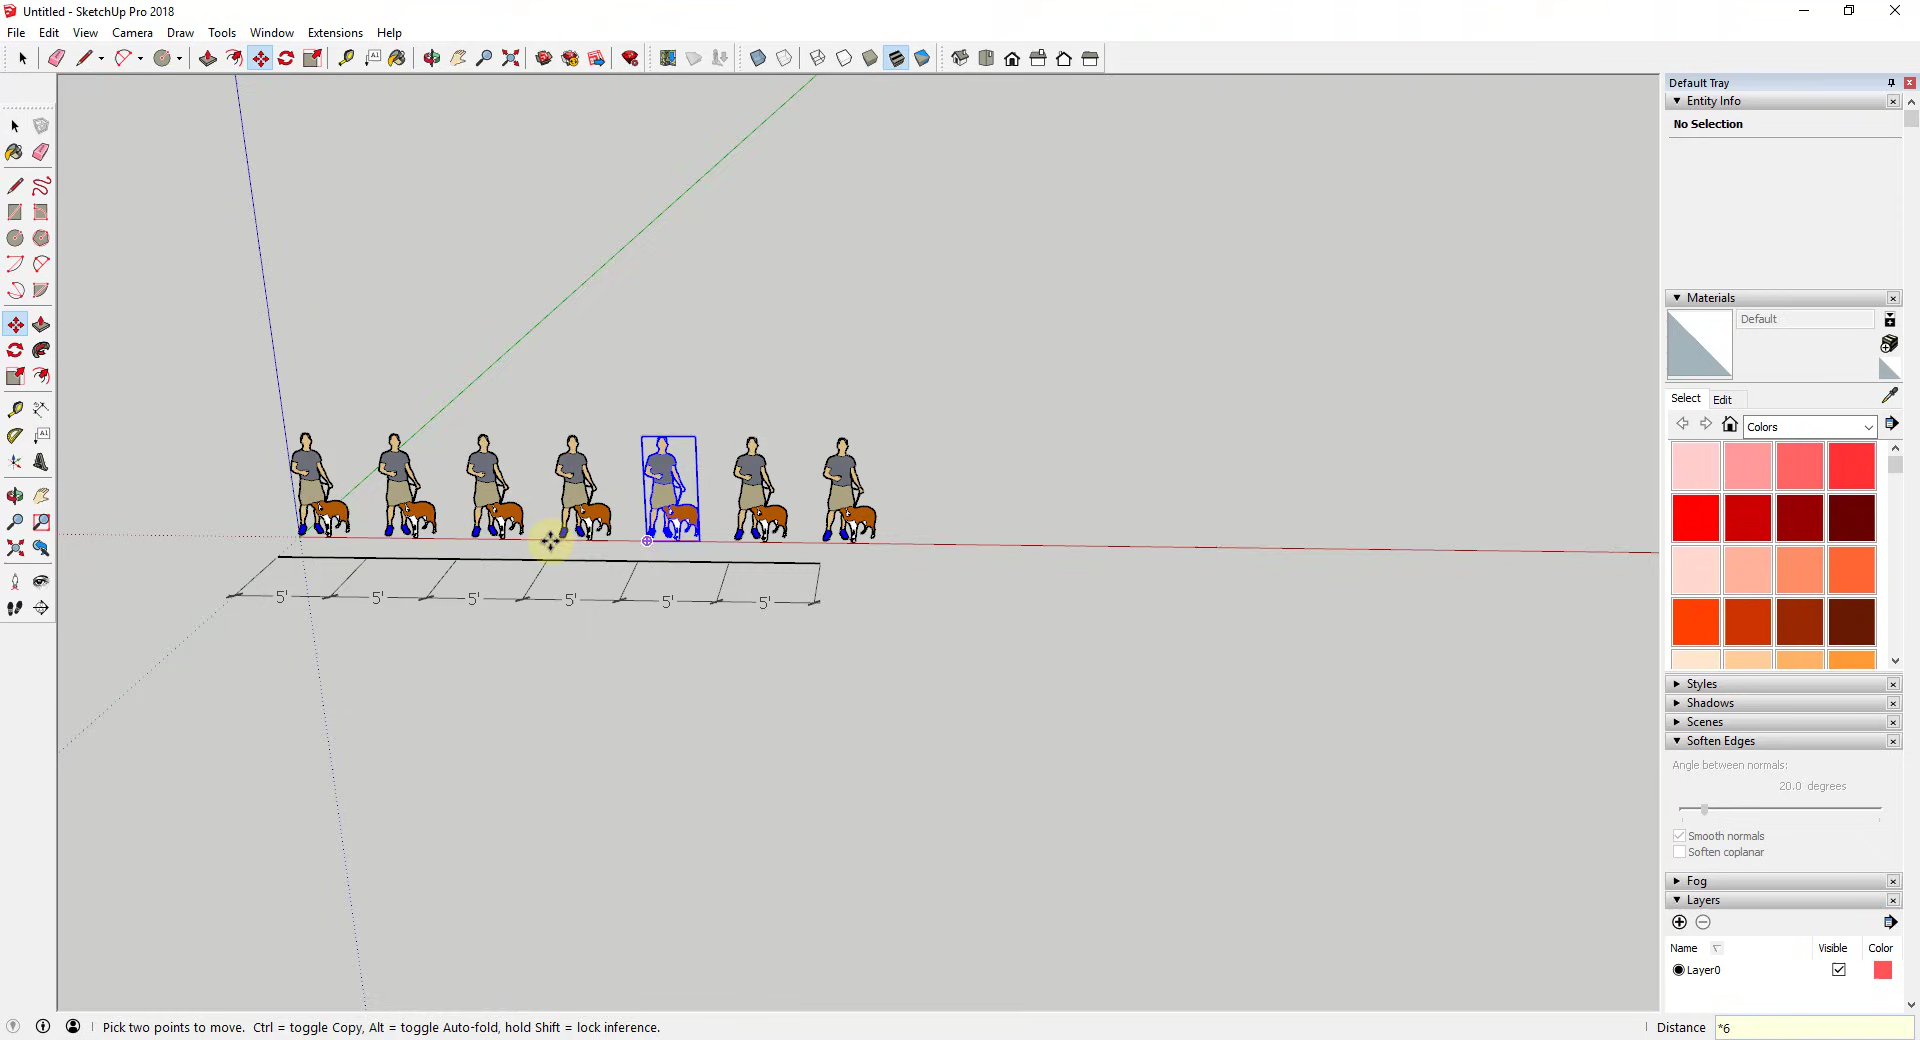 Untitled - SketchUp Pro 2018
File Edit View Camera Draw Tools Window Extensions Help
Default Tray
Entity Info
No Selection
Materials
Default
Select Edit
Colors
5' 5' 5' 5' 5' 5'
Styles
Shadows
Scenes
Soften Edges
Angle between normals:
20.0 degrees
Smooth normals
Soften coplanar
Fog
Layers
Name Visible Color
Layer0
Pick two points to move. Ctrl = toggle Copy, Alt = toggle Auto-fold, hold Shift = lock inference.
Distance *6